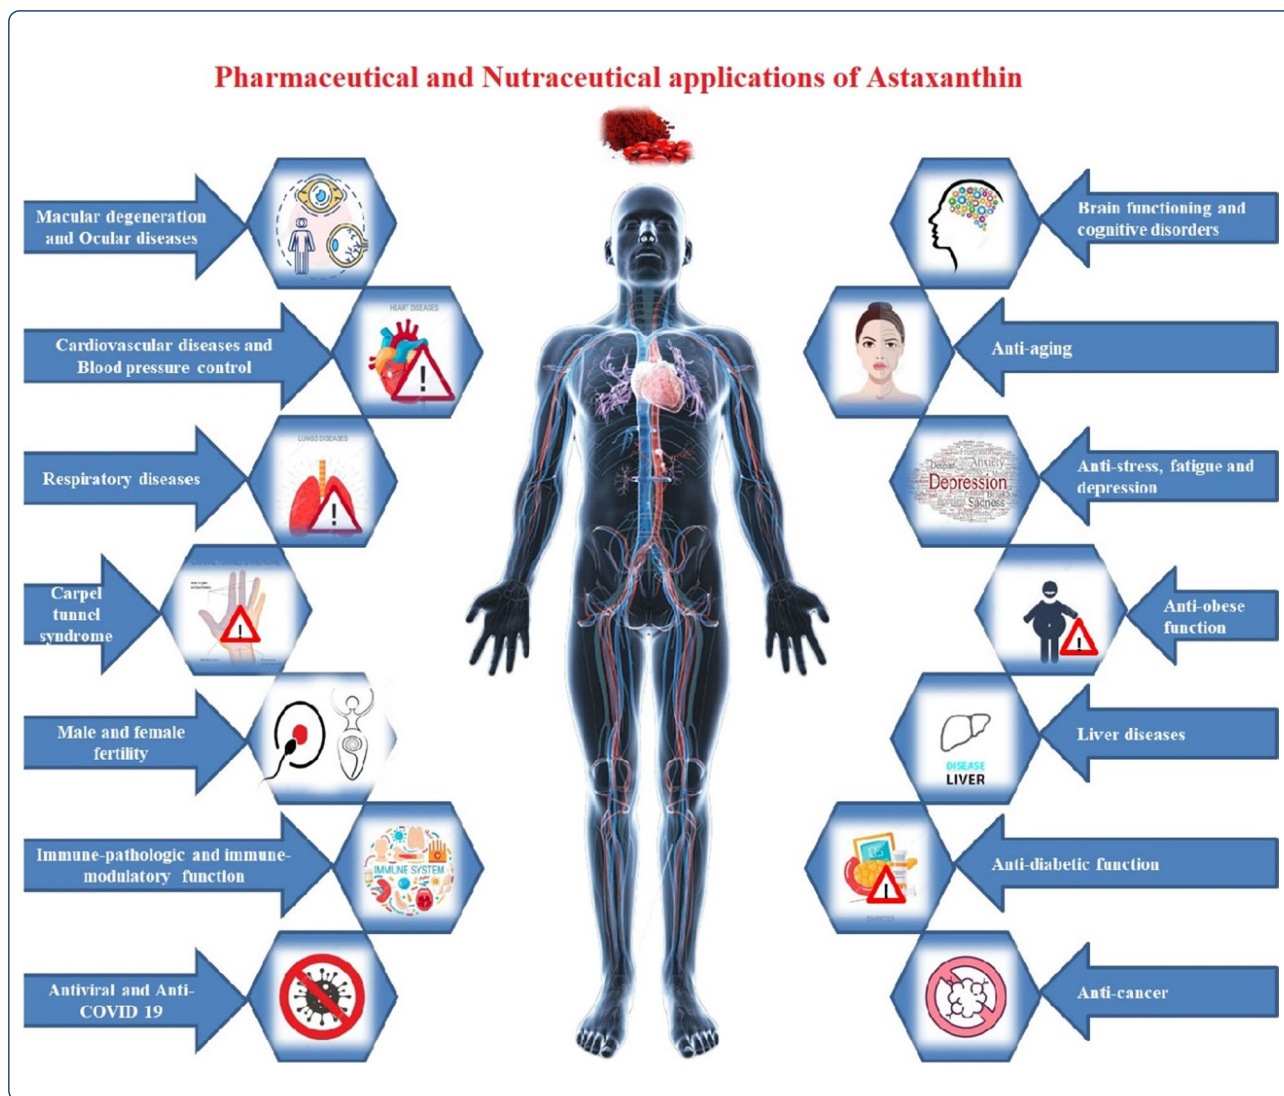 Pharmaceutical and Nutraceutical applications of Astaxanthin
Macular degeneration
and Ocular diseases
Brain functioning and
cognitive disorders
HEART DISEASES
Cardiovascular diseases and
Blood pressure control
Anti-aging
LUNGS DISEASES
Respiratory diseases
Despair
Frustration
Anxiety
Depression
Sadness
Anti-stress, fatigue and
depression
Carpel
tunnel
syndrome
Anti-obese
function
Male and female
fertility
DISEASE
LIVER
Liver diseases
Immune-pathologic and immune-
modulatory function
IMMUNE SYSTEM
DIABETES
Anti-diabetic function
Antiviral and Anti-
COVID 19
Anti-cancer